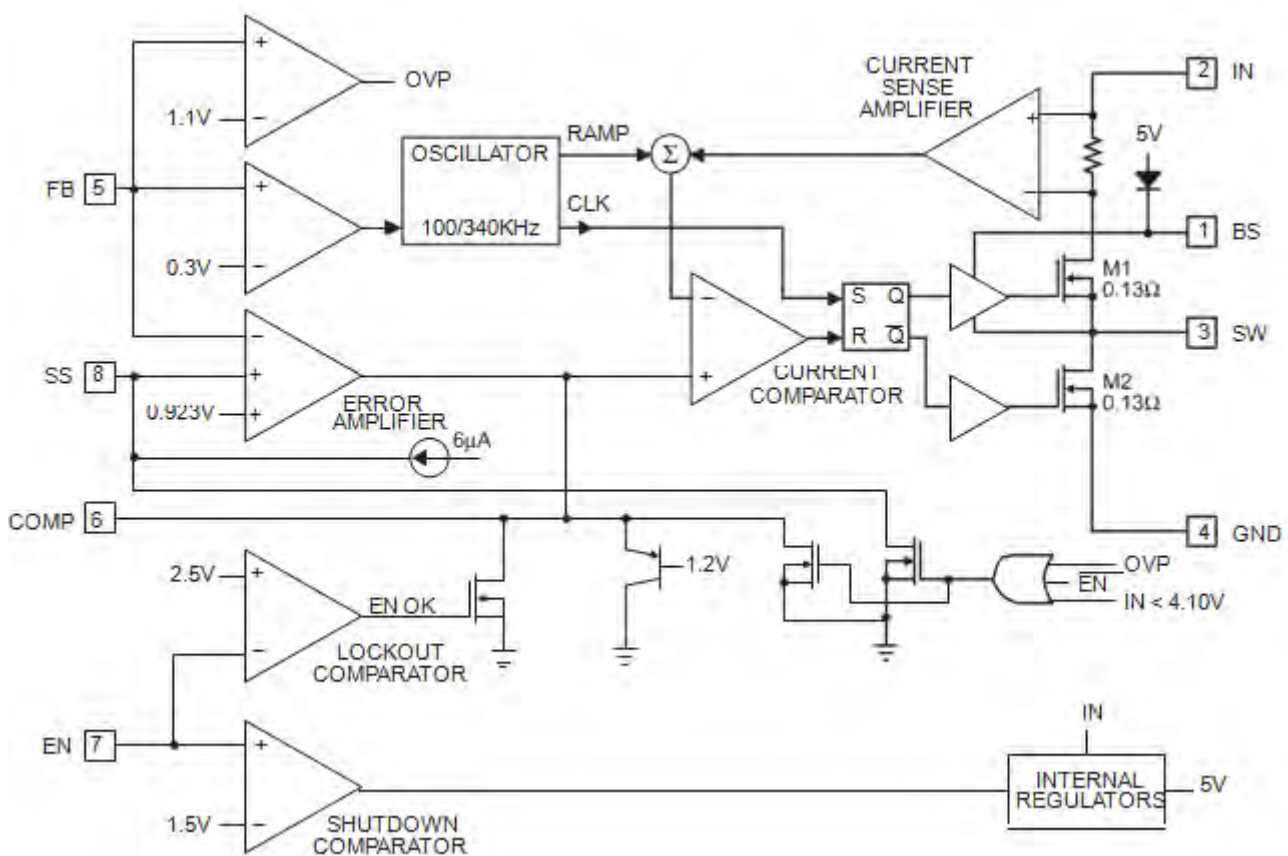 +
OVP
1.1V
−
CURRENT
SENSE
AMPLIFIER
2 IN
+
5V
RAMP
OSCILLATOR
Σ
FB 5
+
−
CLK
100/340KHz
1 BS
0.3V
−
M1
0.13Ω
−
S Q
−
R Q̅
3 SW
SS 8
+
+
CURRENT
COMPARATOR
M2
0.13Ω
0.923V
+
ERROR
AMPLIFIER
6µA
COMP 6
4 GND
1.2V
OVP
2.5V
+
E̅N̅
EN OK
IN < 4.10V
−
LOCKOUT
COMPARATOR
IN
EN 7
+
INTERNAL
REGULATORS
5V
1.5V
−
SHUTDOWN
COMPARATOR